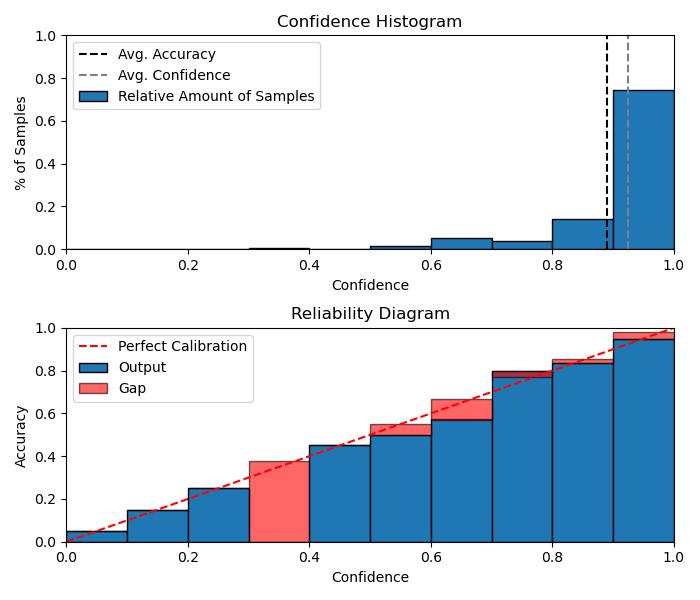 Confidence Histogram
Avg. Accuracy
Avg. Confidence
Relative Amount of Samples
% of Samples
1.0
0.8
0.6
0.4
0.2
0.0
0.0 0.2 0.4 0.6 0.8 1.0
Confidence
Reliability Diagram
Perfect Calibration
Output
Gap
Accuracy
1.0
0.8
0.6
0.4
0.2
0.0
0.0 0.2 0.4 0.6 0.8 1.0
Confidence